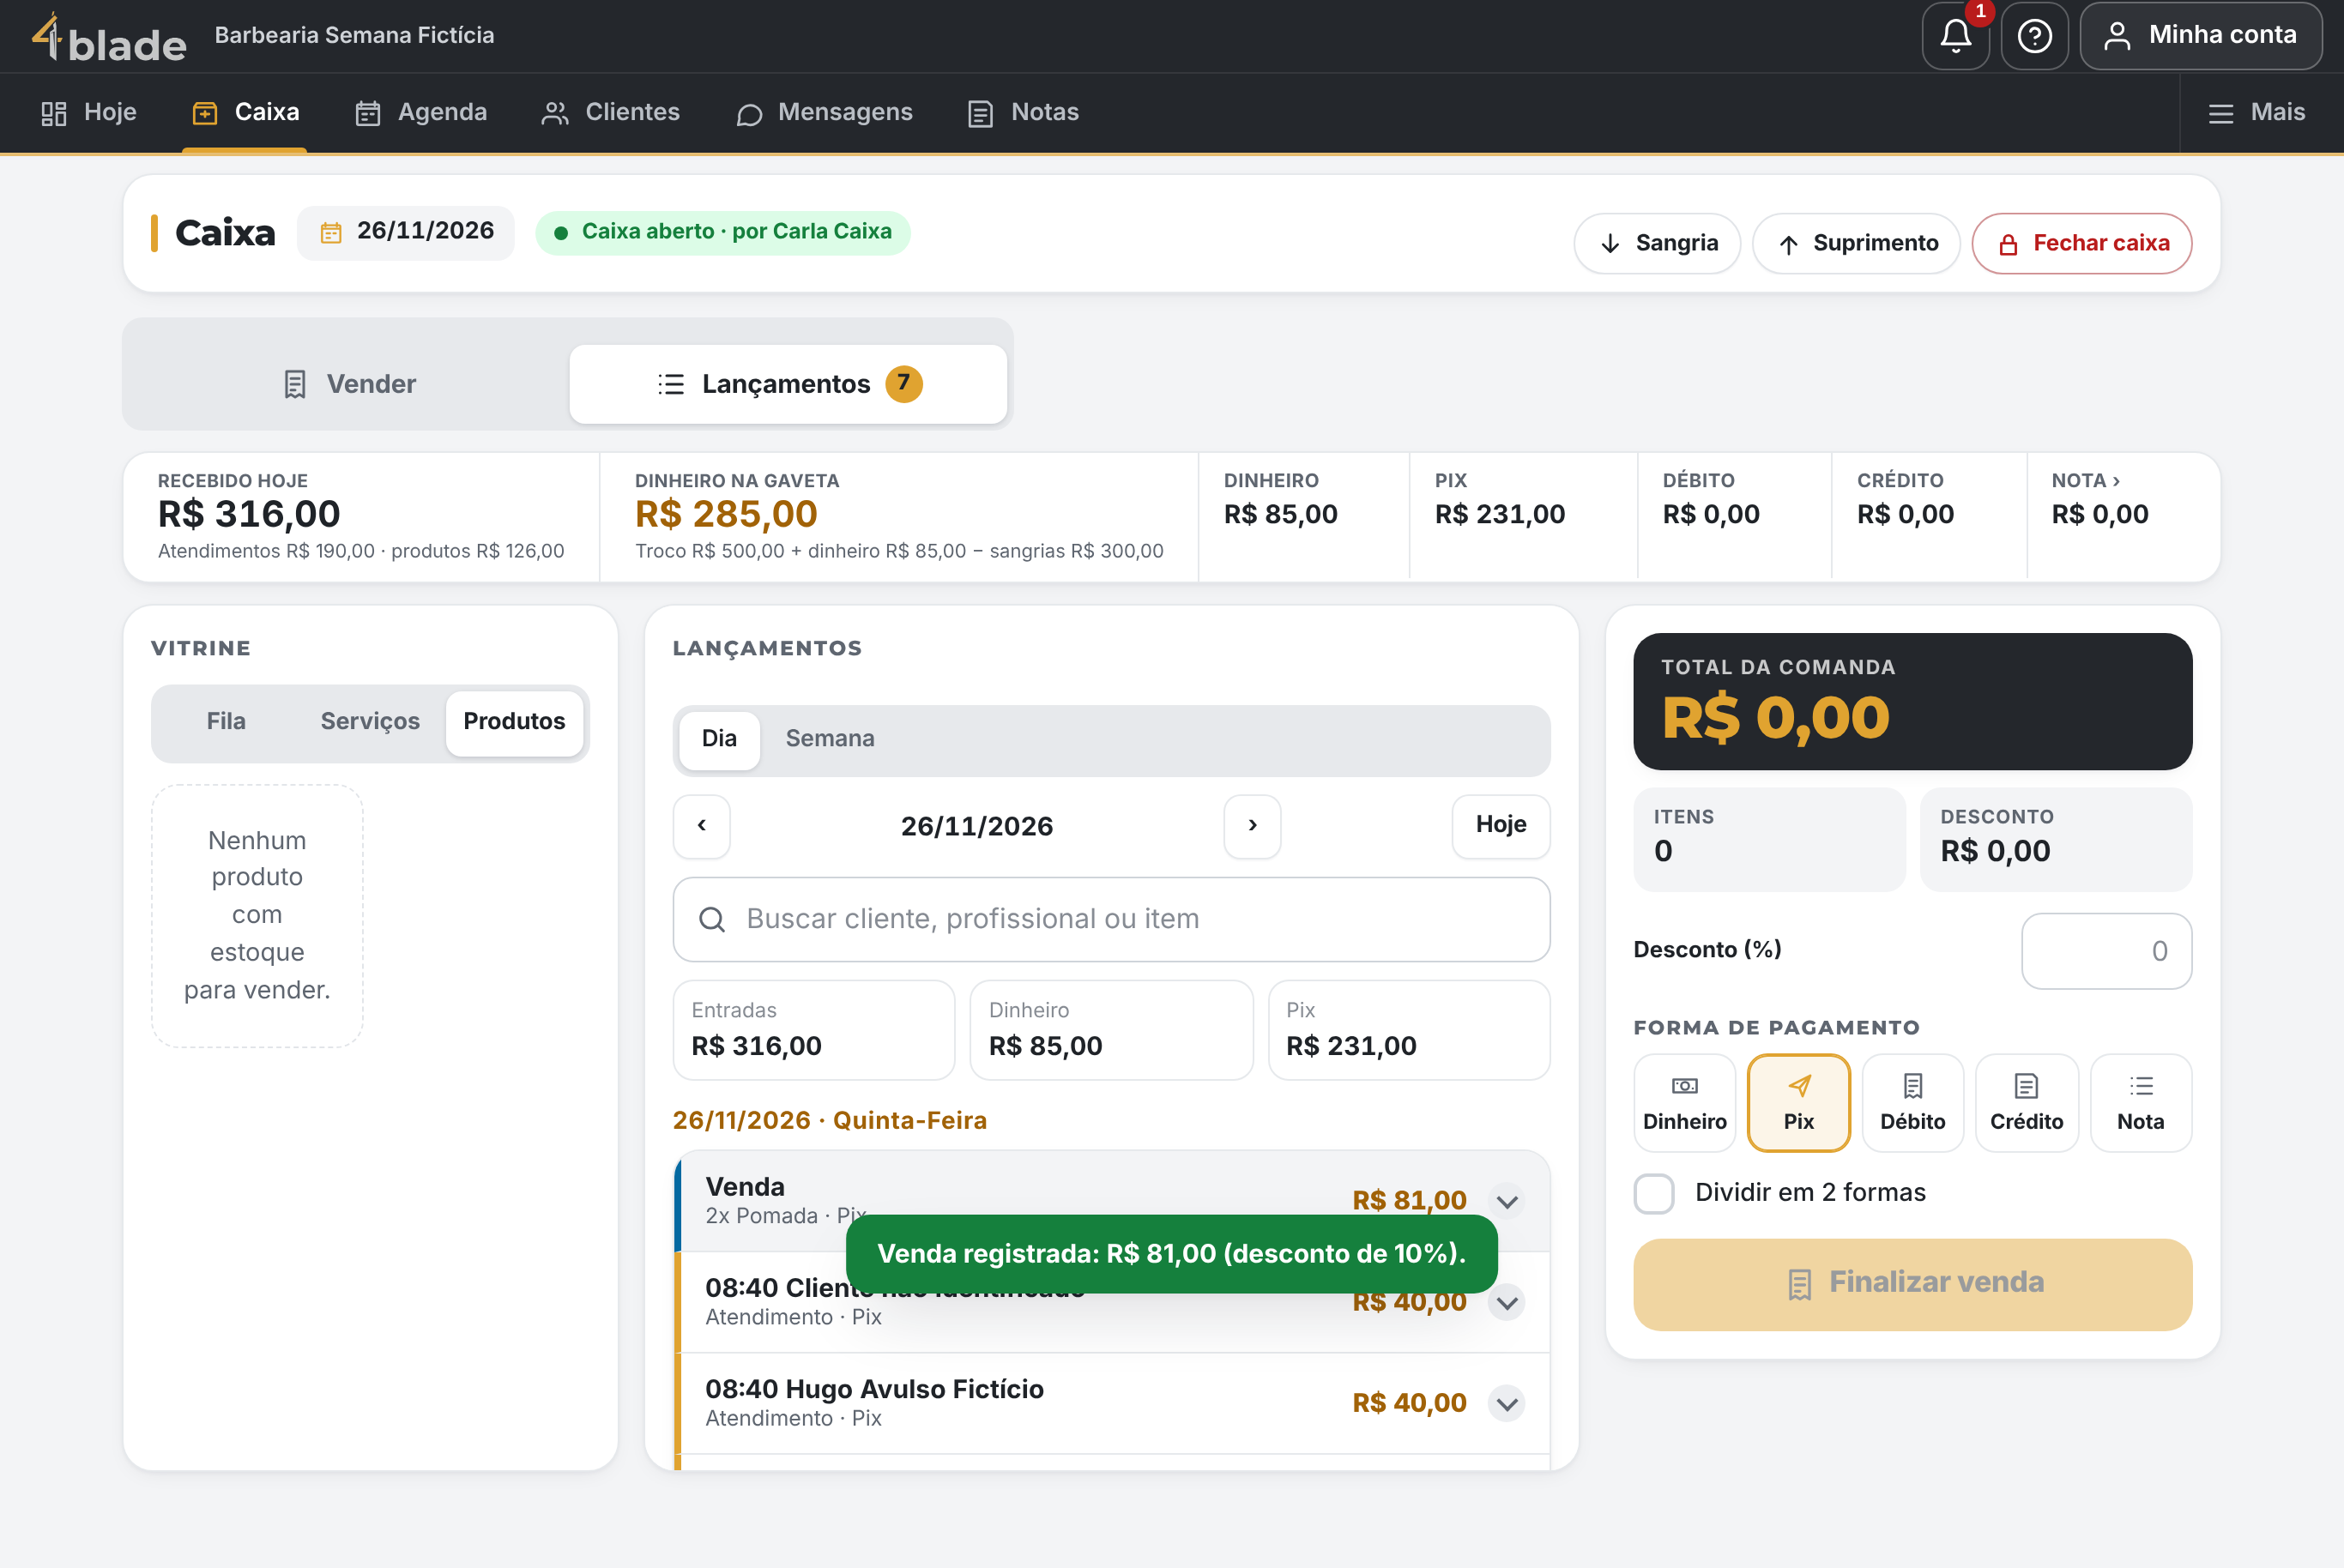 4blade
Barbearia Semana Fictícia
1
Minha conta
Hoje
Caixa
Agenda
Clientes
Mensagens
Notas
Mais
Caixa
26/11/2026
Caixa aberto · por Carla Caixa
Sangria
Suprimento
Fechar caixa
Vender
Lançamentos
7
RECEBIDO HOJE
R$ 316,00
Atendimentos R$ 190,00 · produtos R$ 126,00
DINHEIRO NA GAVETA
R$ 285,00
Troco R$ 500,00 + dinheiro R$ 85,00 − sangrias R$ 300,00
DINHEIRO
R$ 85,00
PIX
R$ 231,00
DÉBITO
R$ 0,00
CRÉDITO
R$ 0,00
NOTA ›
R$ 0,00
VITRINE
Fila
Serviços
Produtos
Nenhum
produto
com
estoque
para vender.
LANÇAMENTOS
Dia
Semana
‹
26/11/2026
›
Hoje
Buscar cliente, profissional ou item
Entradas
R$ 316,00
Dinheiro
R$ 85,00
Pix
R$ 231,00
26/11/2026 · Quinta-Feira
Venda
2x Pomada · Pix
R$ 81,00
Venda registrada: R$ 81,00 (desconto de 10%).
08:40 Cliente não identificado
Atendimento · Pix
R$ 40,00
08:40 Hugo Avulso Fictício
Atendimento · Pix
R$ 40,00
TOTAL DA COMANDA
R$ 0,00
ITENS
0
DESCONTO
R$ 0,00
Desconto (%)
0
FORMA DE PAGAMENTO
Dinheiro
Pix
Débito
Crédito
Nota
Dividir em 2 formas
Finalizar venda